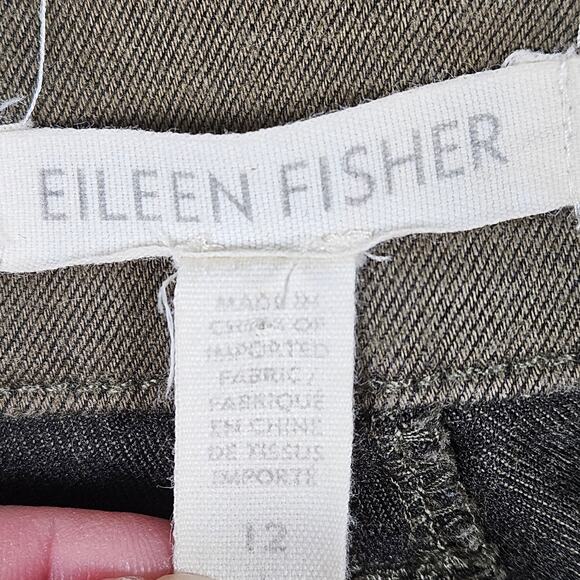 EILEEN FISHER
MADE IN
CHINA OF
IMPORTED
FABRIC /
FABRIQUE
EN CHINE
DE TISSUS
IMPORTÉ
12